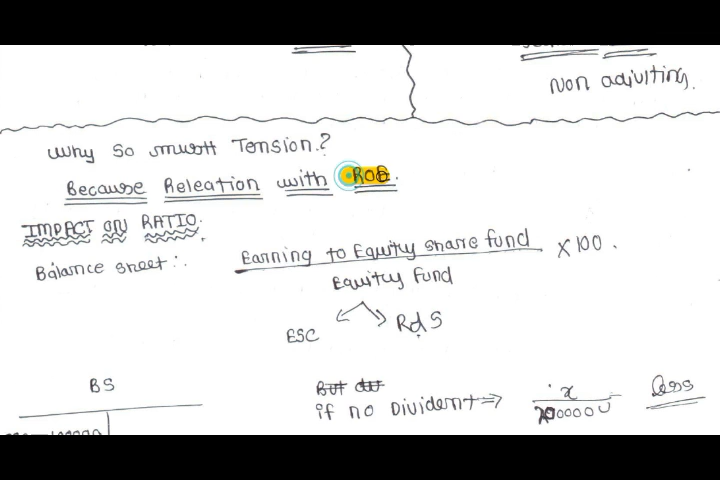 Non adjusting.
Why so much Tension.?
Because Releation with ROE.
IMPACT ON RATIO.
Balance sheet :.
Earning to Equity share fund X 100.
Equity Fund
ESC R&S
BS
But
if no Divident ⇒ x Less